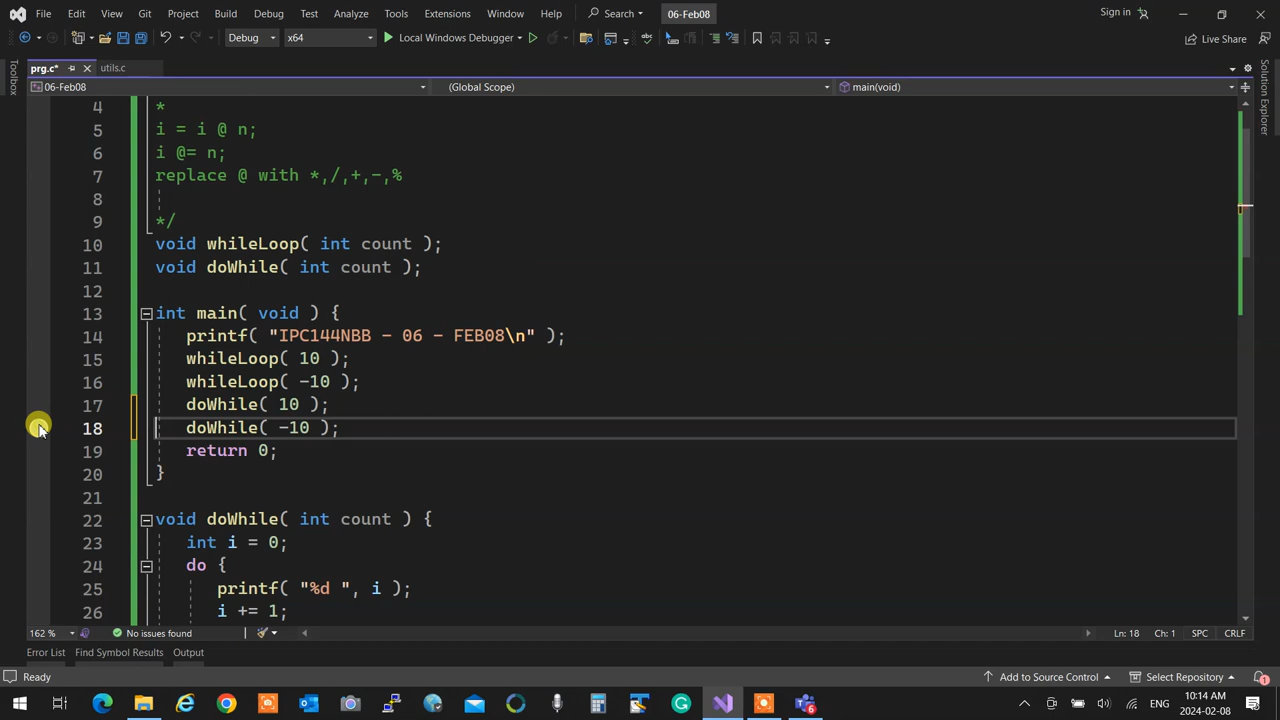 File Edit View Git Project Build Debug Test Analyze Tools Extensions Window Help Search 06-Feb08 Sign in
Debug x64 Local Windows Debugger Live Share
prg.c* utils.c
06-Feb08 (Global Scope) main(void)
Toolbox
Solution Explorer
4 *
5 i = i @ n;
6 i @= n;
7 replace @ with *,/,+,-,%
8
9 */
10 void whileLoop( int count );
11 void doWhile( int count );
12
13 int main( void ) {
14 printf( "IPC144NBB - 06 - FEB08\n" );
15 whileLoop( 10 );
16 whileLoop( -10 );
17 doWhile( 10 );
18 doWhile( -10 );
19 return 0;
20 }
21
22 void doWhile( int count ) {
23 int i = 0;
24 do {
25 printf( "%d ", i );
26 i += 1;
162 % No issues found Ln: 18 Ch: 1 SPC CRLF
Error List Find Symbol Results Output
Ready Add to Source Control Select Repository 1
6 ENG 10:14 AM
2024-02-08